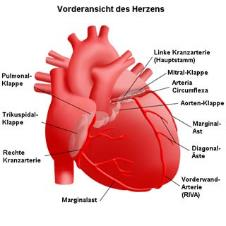 Vorderansicht des Herzens
Linke Kranzarterie
(Hauptstamm)
Mitral-Klappe
Arteria
Circumflexa
Aorten-Klappe
Marginal-
Ast
Diagonal-
Äste
Vorderwand-
Arterie
(RIVA)
Pulmonal-
Klappe
Trikuspidal-
Klappe
Rechte
Kranzarterie
Marginalast